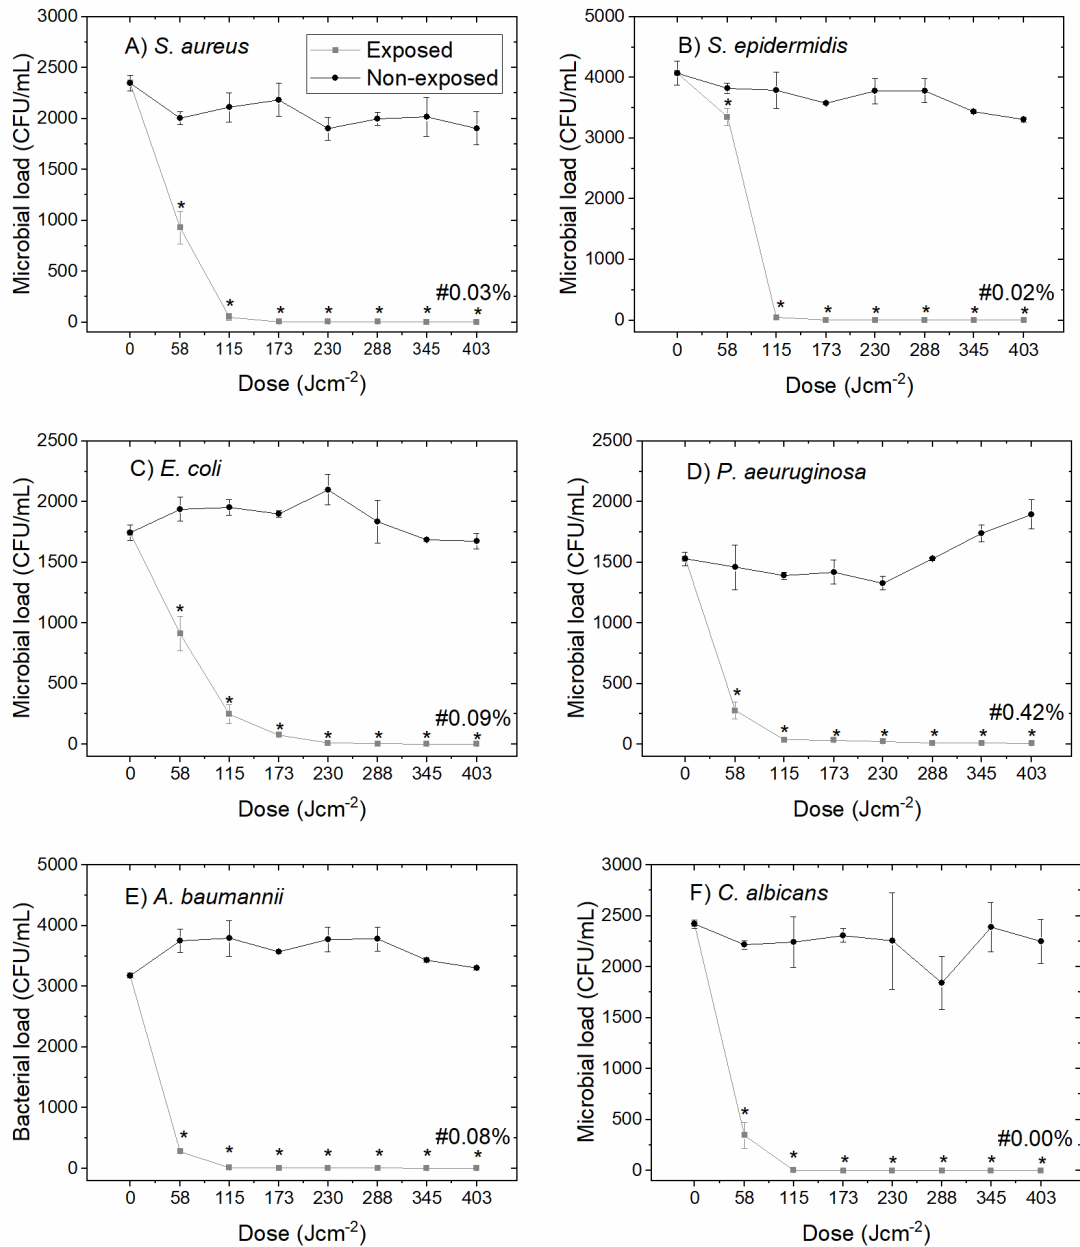 A) S. aureus
Exposed
Non-exposed
Microbial load (CFU/mL)
3000
2500
2000
1500
1000
500
0
* * * * * * *
#0.03%
0 58 115 173 230 288 345 403
Dose (Jcm-2)
B) S. epidermidis
Microbial load (CFU/mL)
5000
4000
3000
2000
1000
0
* * * * * * *
#0.02%
0 58 115 173 230 288 345 403
Dose (Jcm-2)
C) E. coli
Microbial load (CFU/mL)
2500
2000
1500
1000
500
0
* * * * * * *
#0.09%
0 58 115 173 230 288 345 403
Dose (Jcm-2)
D) P. aeuruginosa
Microbial load (CFU/mL)
2500
2000
1500
1000
500
0
* * * * * * *
#0.42%
0 58 115 173 230 288 345 403
Dose (Jcm-2)
E) A. baumannii
Bacterial load (CFU/mL)
5000
4000
3000
2000
1000
0
* * * * * * *
#0.08%
0 58 115 173 230 288 345 403
Dose (Jcm-2)
F) C. albicans
Microbial load (CFU/mL)
3000
2500
2000
1500
1000
500
0
* * * * * * *
#0.00%
0 58 115 173 230 288 345 403
Dose (Jcm-2)